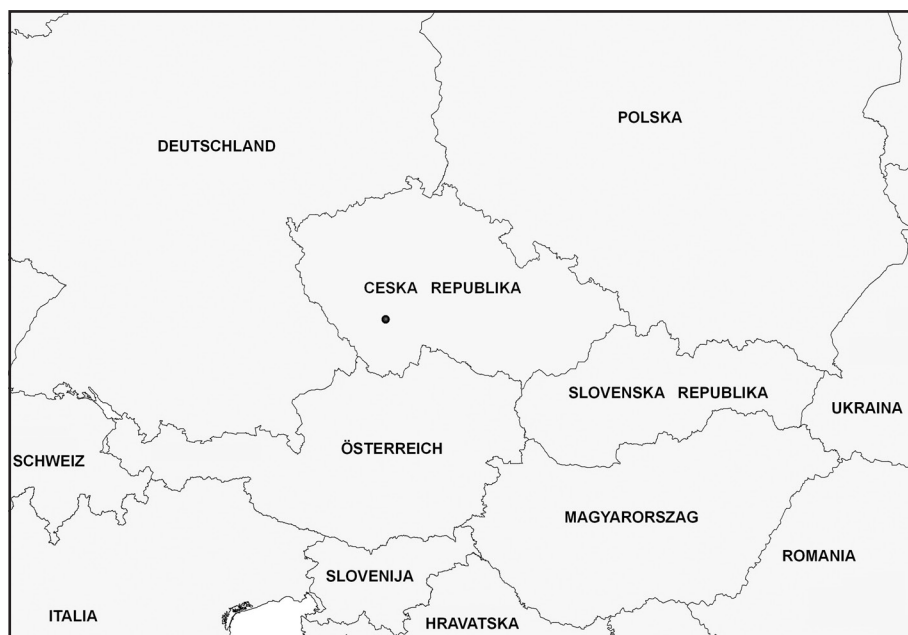 POLSKA
DEUTSCHLAND
CESKA REPUBLIKA
SLOVENSKA REPUBLIKA
UKRAINA
ÖSTERREICH
SCHWEIZ
MAGYARORSZAG
ROMANIA
SLOVENIJA
ITALIA
HRAVATSKA